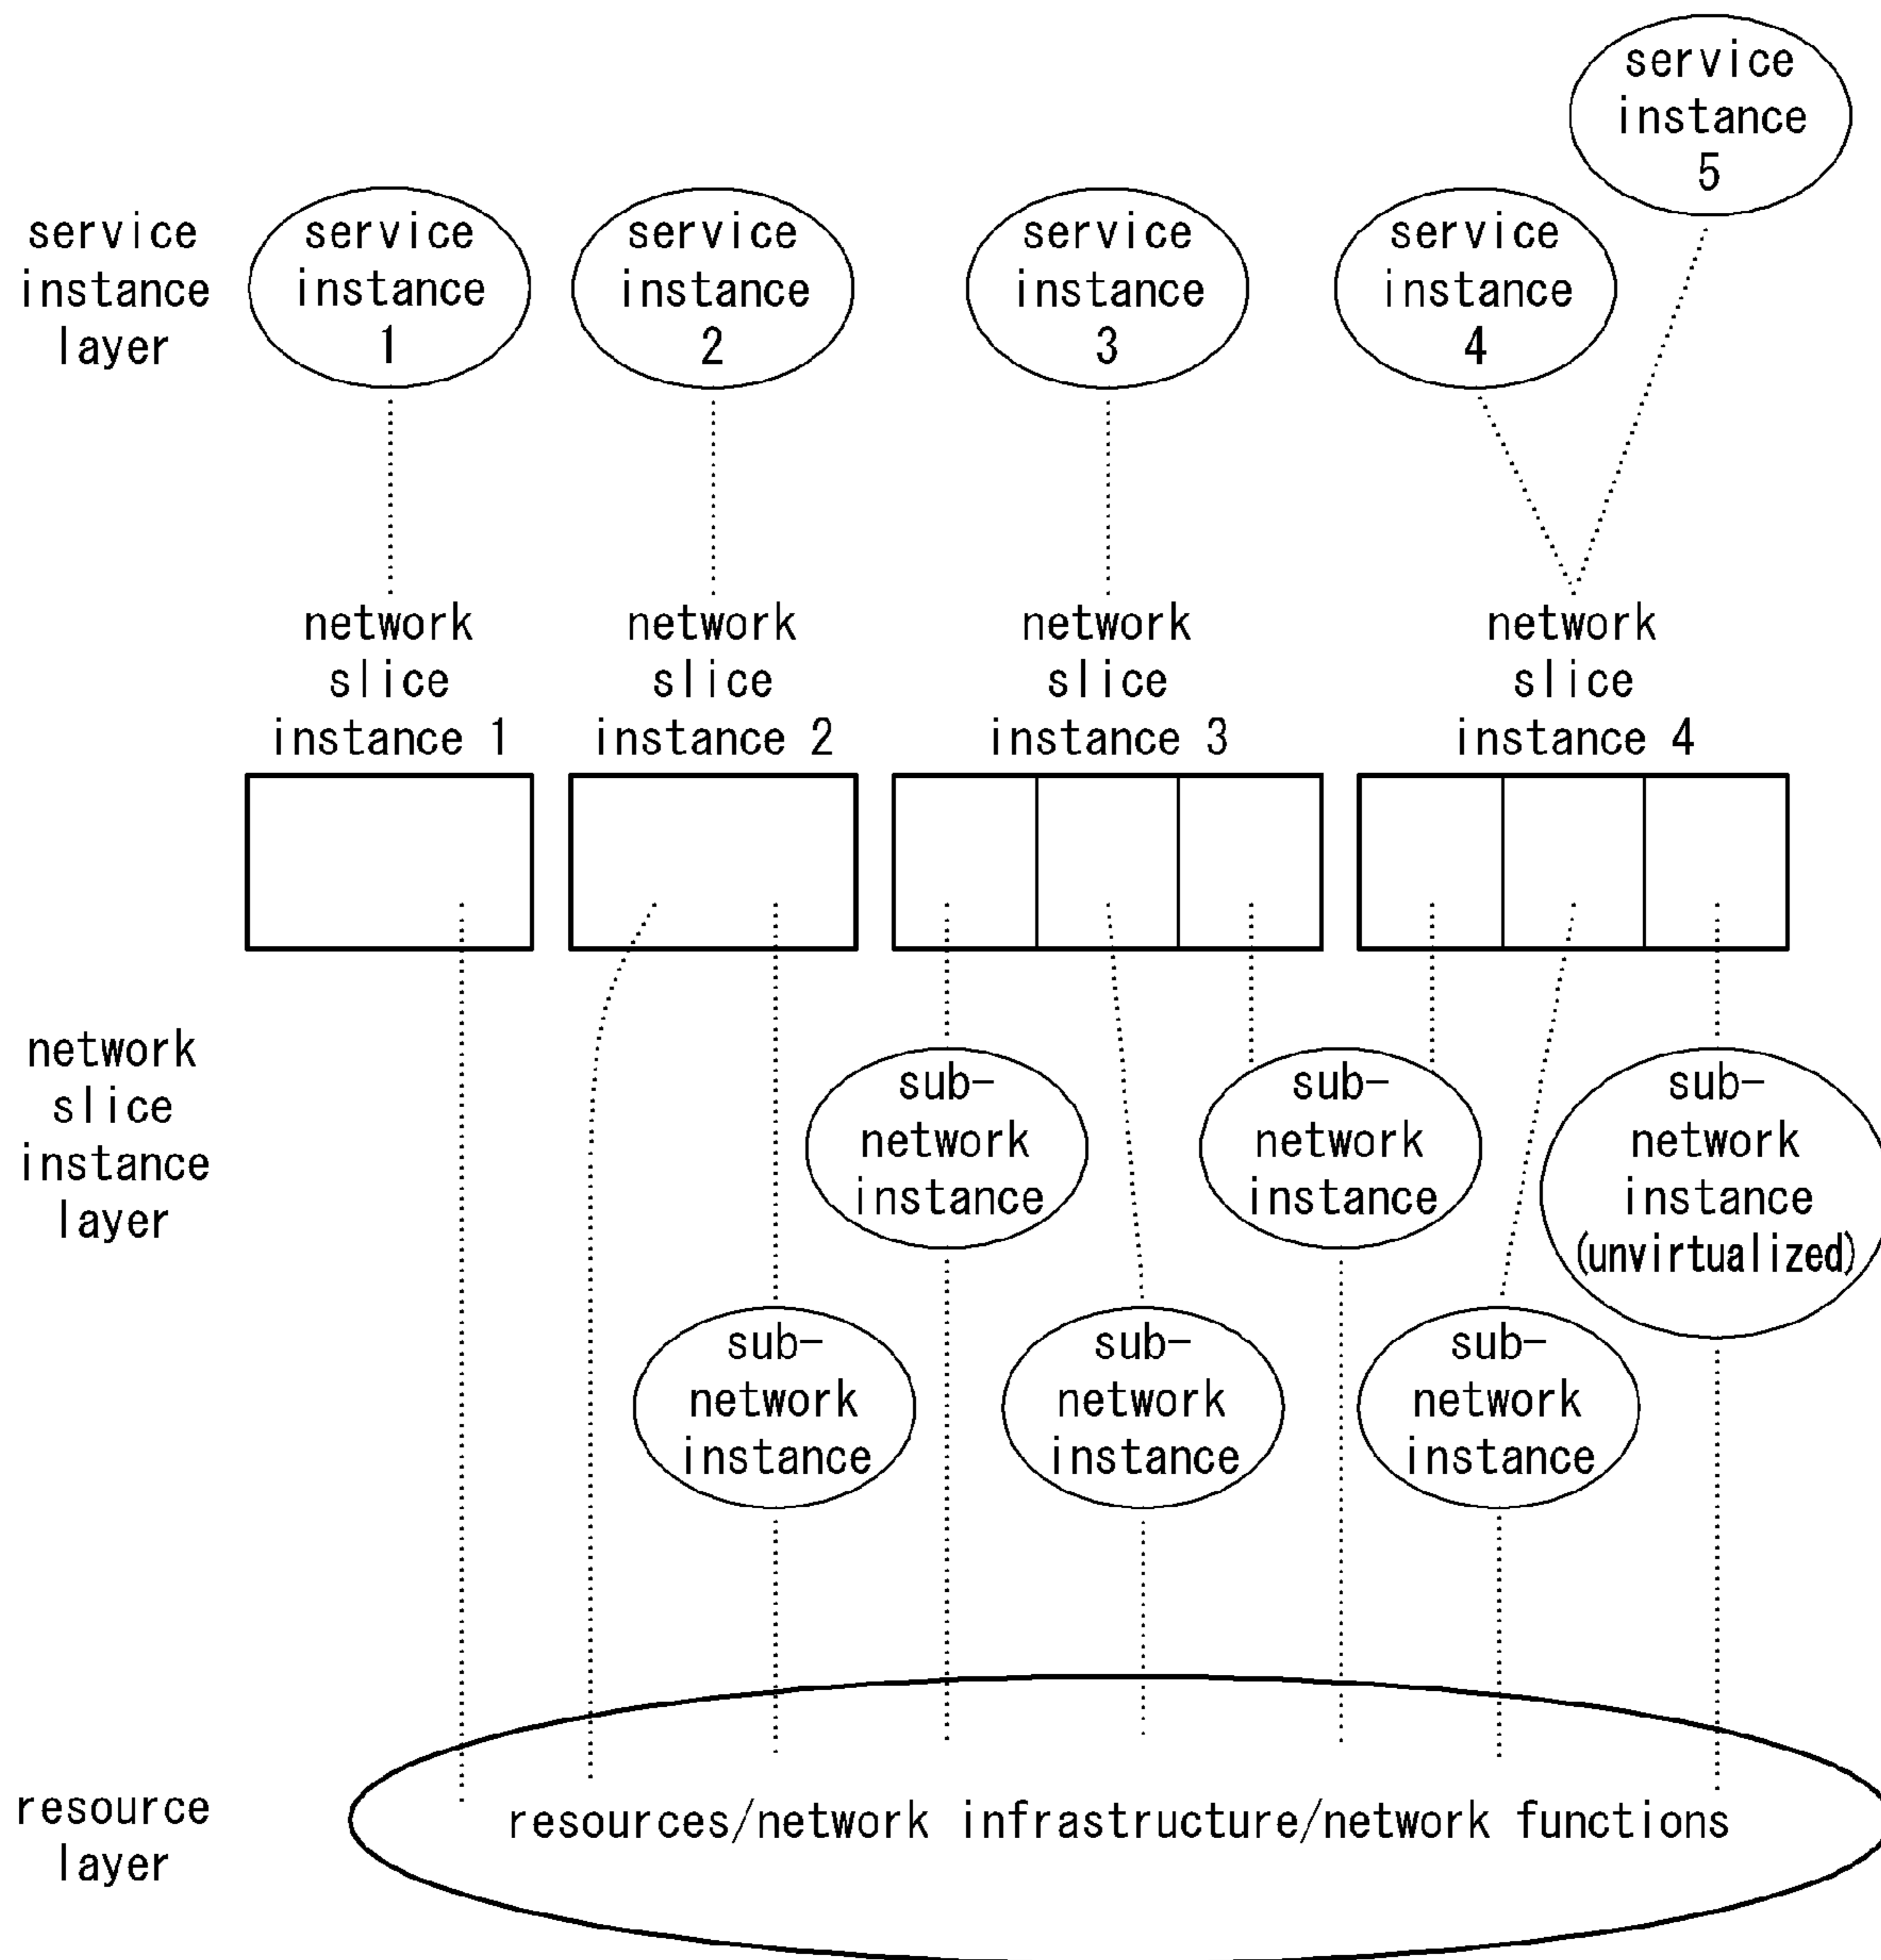 service
instance
5
service
instance
layer
service
instance
1
service
instance
2
service
instance
3
service
instance
4
network
slice
instance 1
network
slice
instance 2
network
slice
instance 3
network
slice
instance 4
network
slice
instance
layer
sub-
network
instance
sub-
network
instance
sub-
network
instance
(unvirtualized)
sub-
network
instance
sub-
network
instance
sub-
network
instance
resource
layer
resources/network infrastructure/network functions